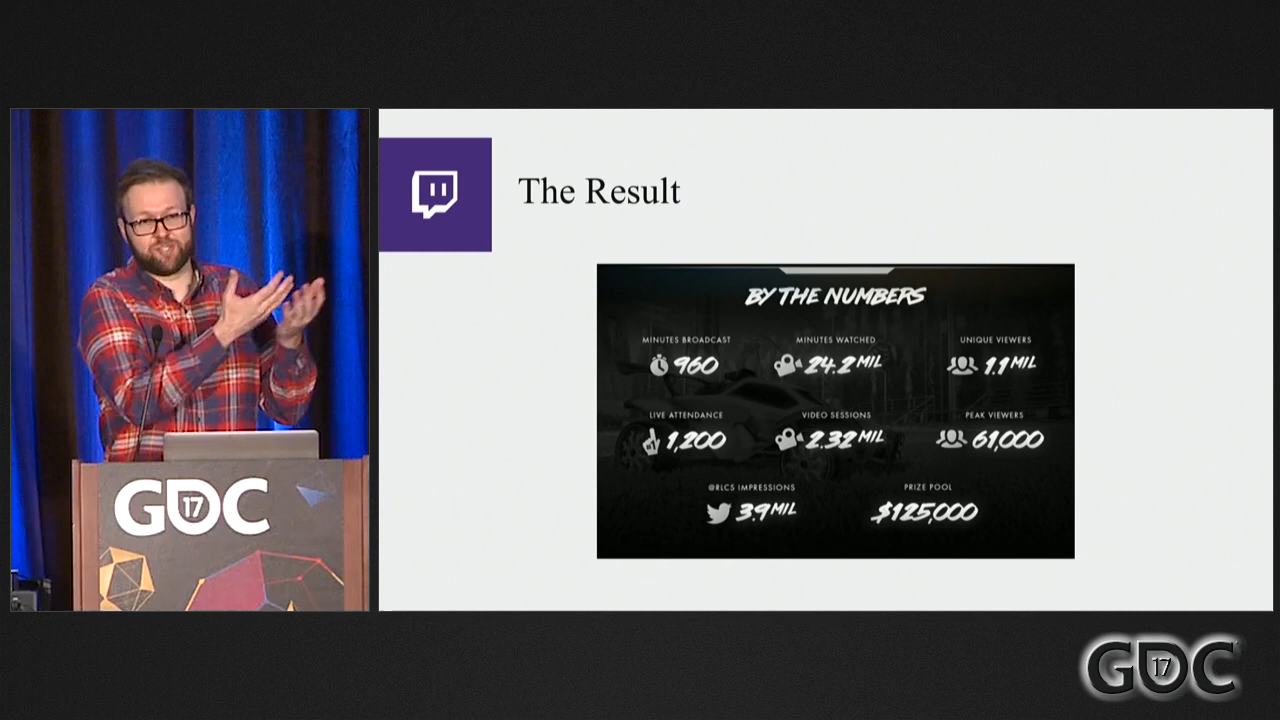 The Result
BY THE NUMBERS
MINUTES BROADCAST
960
MINUTES WATCHED
24.2 MIL
UNIQUE VIEWERS
1.1 MIL
LIVE ATTENDANCE
1,200
VIDEO SESSIONS
2.32 MIL
PEAK VIEWERS
61,000
@RLCS IMPRESSIONS
3.9 MIL
PRIZE POOL
$125,000
GDC
17
GDC
17